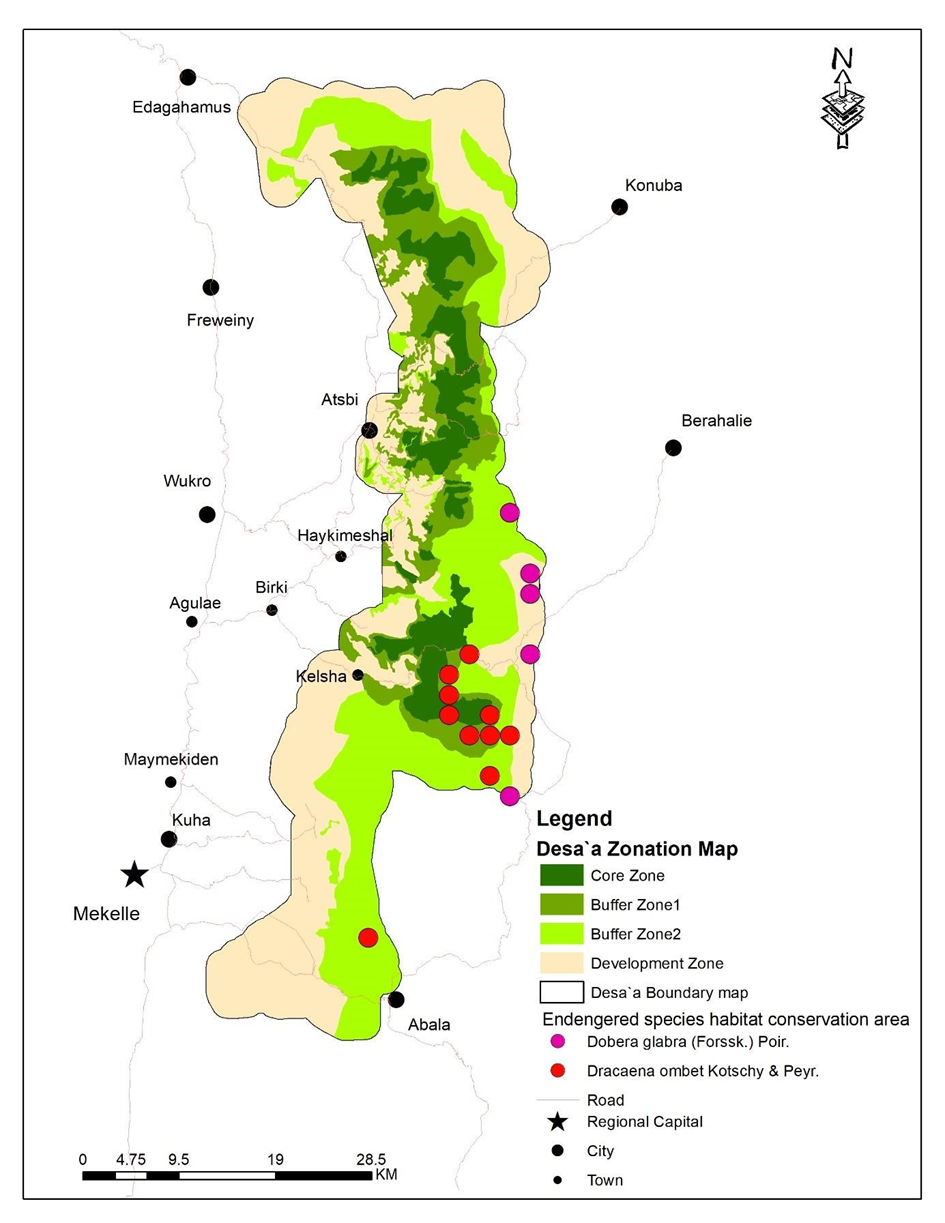 N
Edagahamus
Konuba
Freweiny
Atsbi
Berahalie
Wukro
Haykimeshal
Birki
Agulae
Kelsha
Maymekiden
Kuha
Mekelle
Abala
Legend
Desa`a Zonation Map
Core Zone
Buffer Zone1
Buffer Zone2
Development Zone
Desa`a Boundary map
Endangered species habitat conservation area
Dobera glabra (Forssk.) Poir.
Dracaena ombet Kotschy & Peyr.
Road
Regional Capital
City
Town
0 4.75 9.5 19 28.5
KM